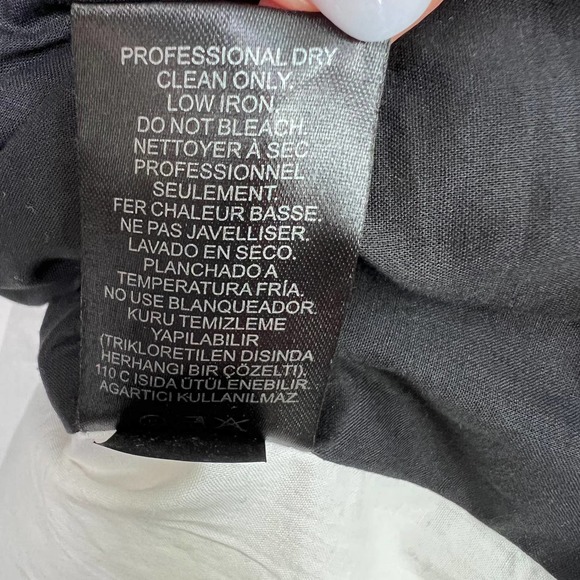 PROFESSIONAL DRY
CLEAN ONLY.
LOW IRON.
DO NOT BLEACH
NETTOYER À SEC
PROFESSIONNEL
SEULEMENT.
FER CHALEUR BASSE.
NE PAS JAVELLISER.
LAVADO EN SECO.
PLANCHADO A
TEMPERATURA FRÍA.
NO USE BLANQUEADOR.
KURU TEMIZLEME
YAPILABILIR
(TRIKLORETILEN DISINDA
HERHANGI BIR ÇÖZELTI).
110 C ISIDA ÜTÜLENEBILIR.
AGARTICI KULLANILMAZ